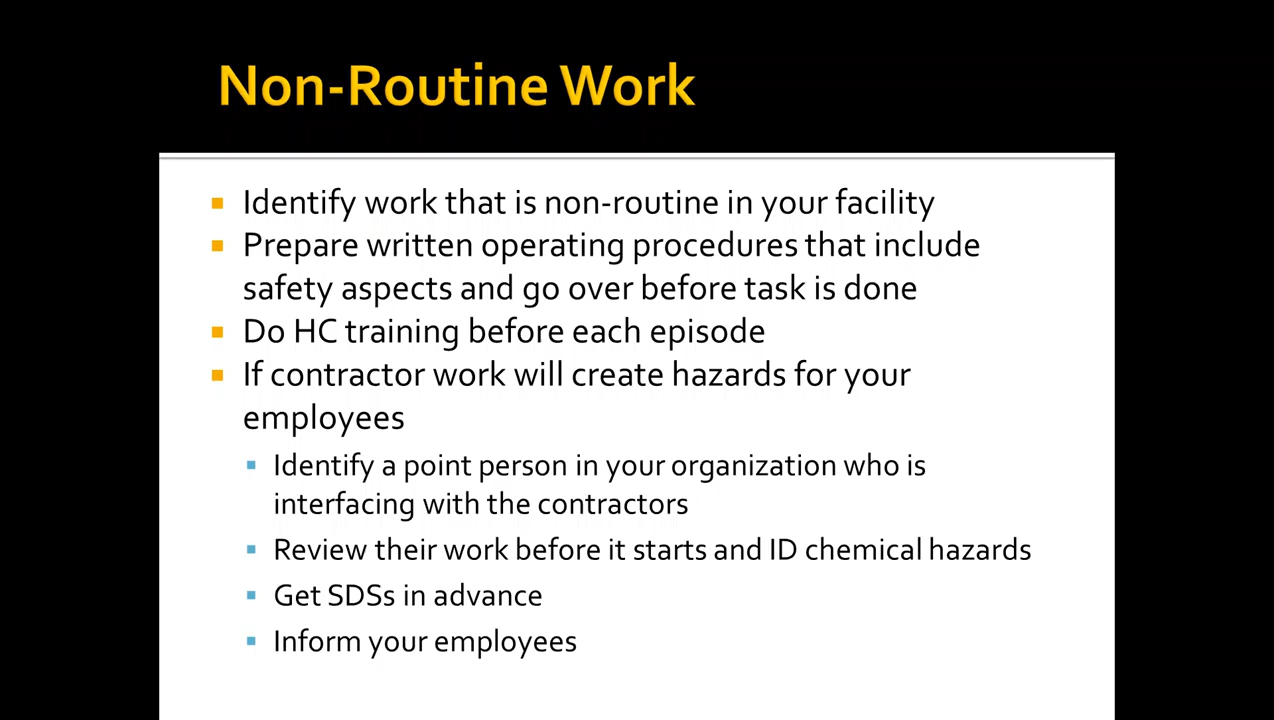 Non-Routine Work
Identify work that is non-routine in your facility
Prepare written operating procedures that include
safety aspects and go over before task is done
Do HC training before each episode
If contractor work will create hazards for your
employees
Identify a point person in your organization who is
interfacing with the contractors
Review their work before it starts and ID chemical hazards
Get SDSs in advance
Inform your employees